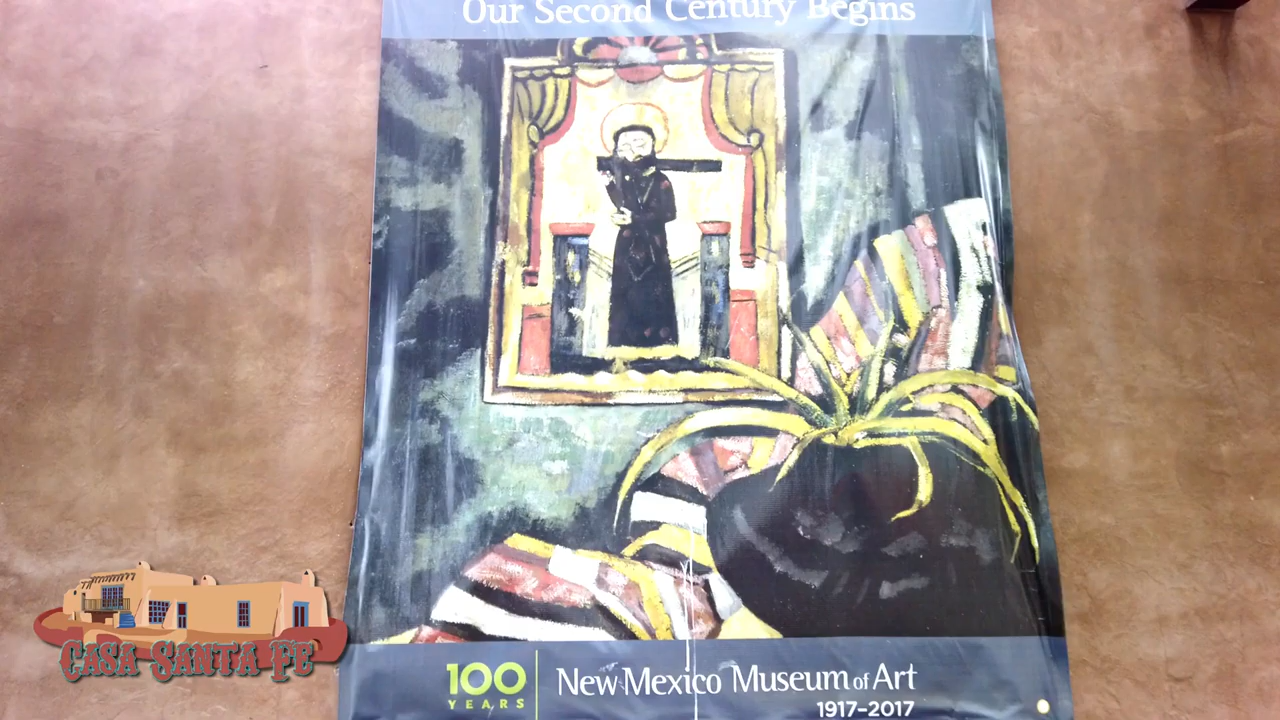 Our Second Century Begins
100 YEARS
New Mexico Museum of Art
1917-2017
Casa Santa Fe